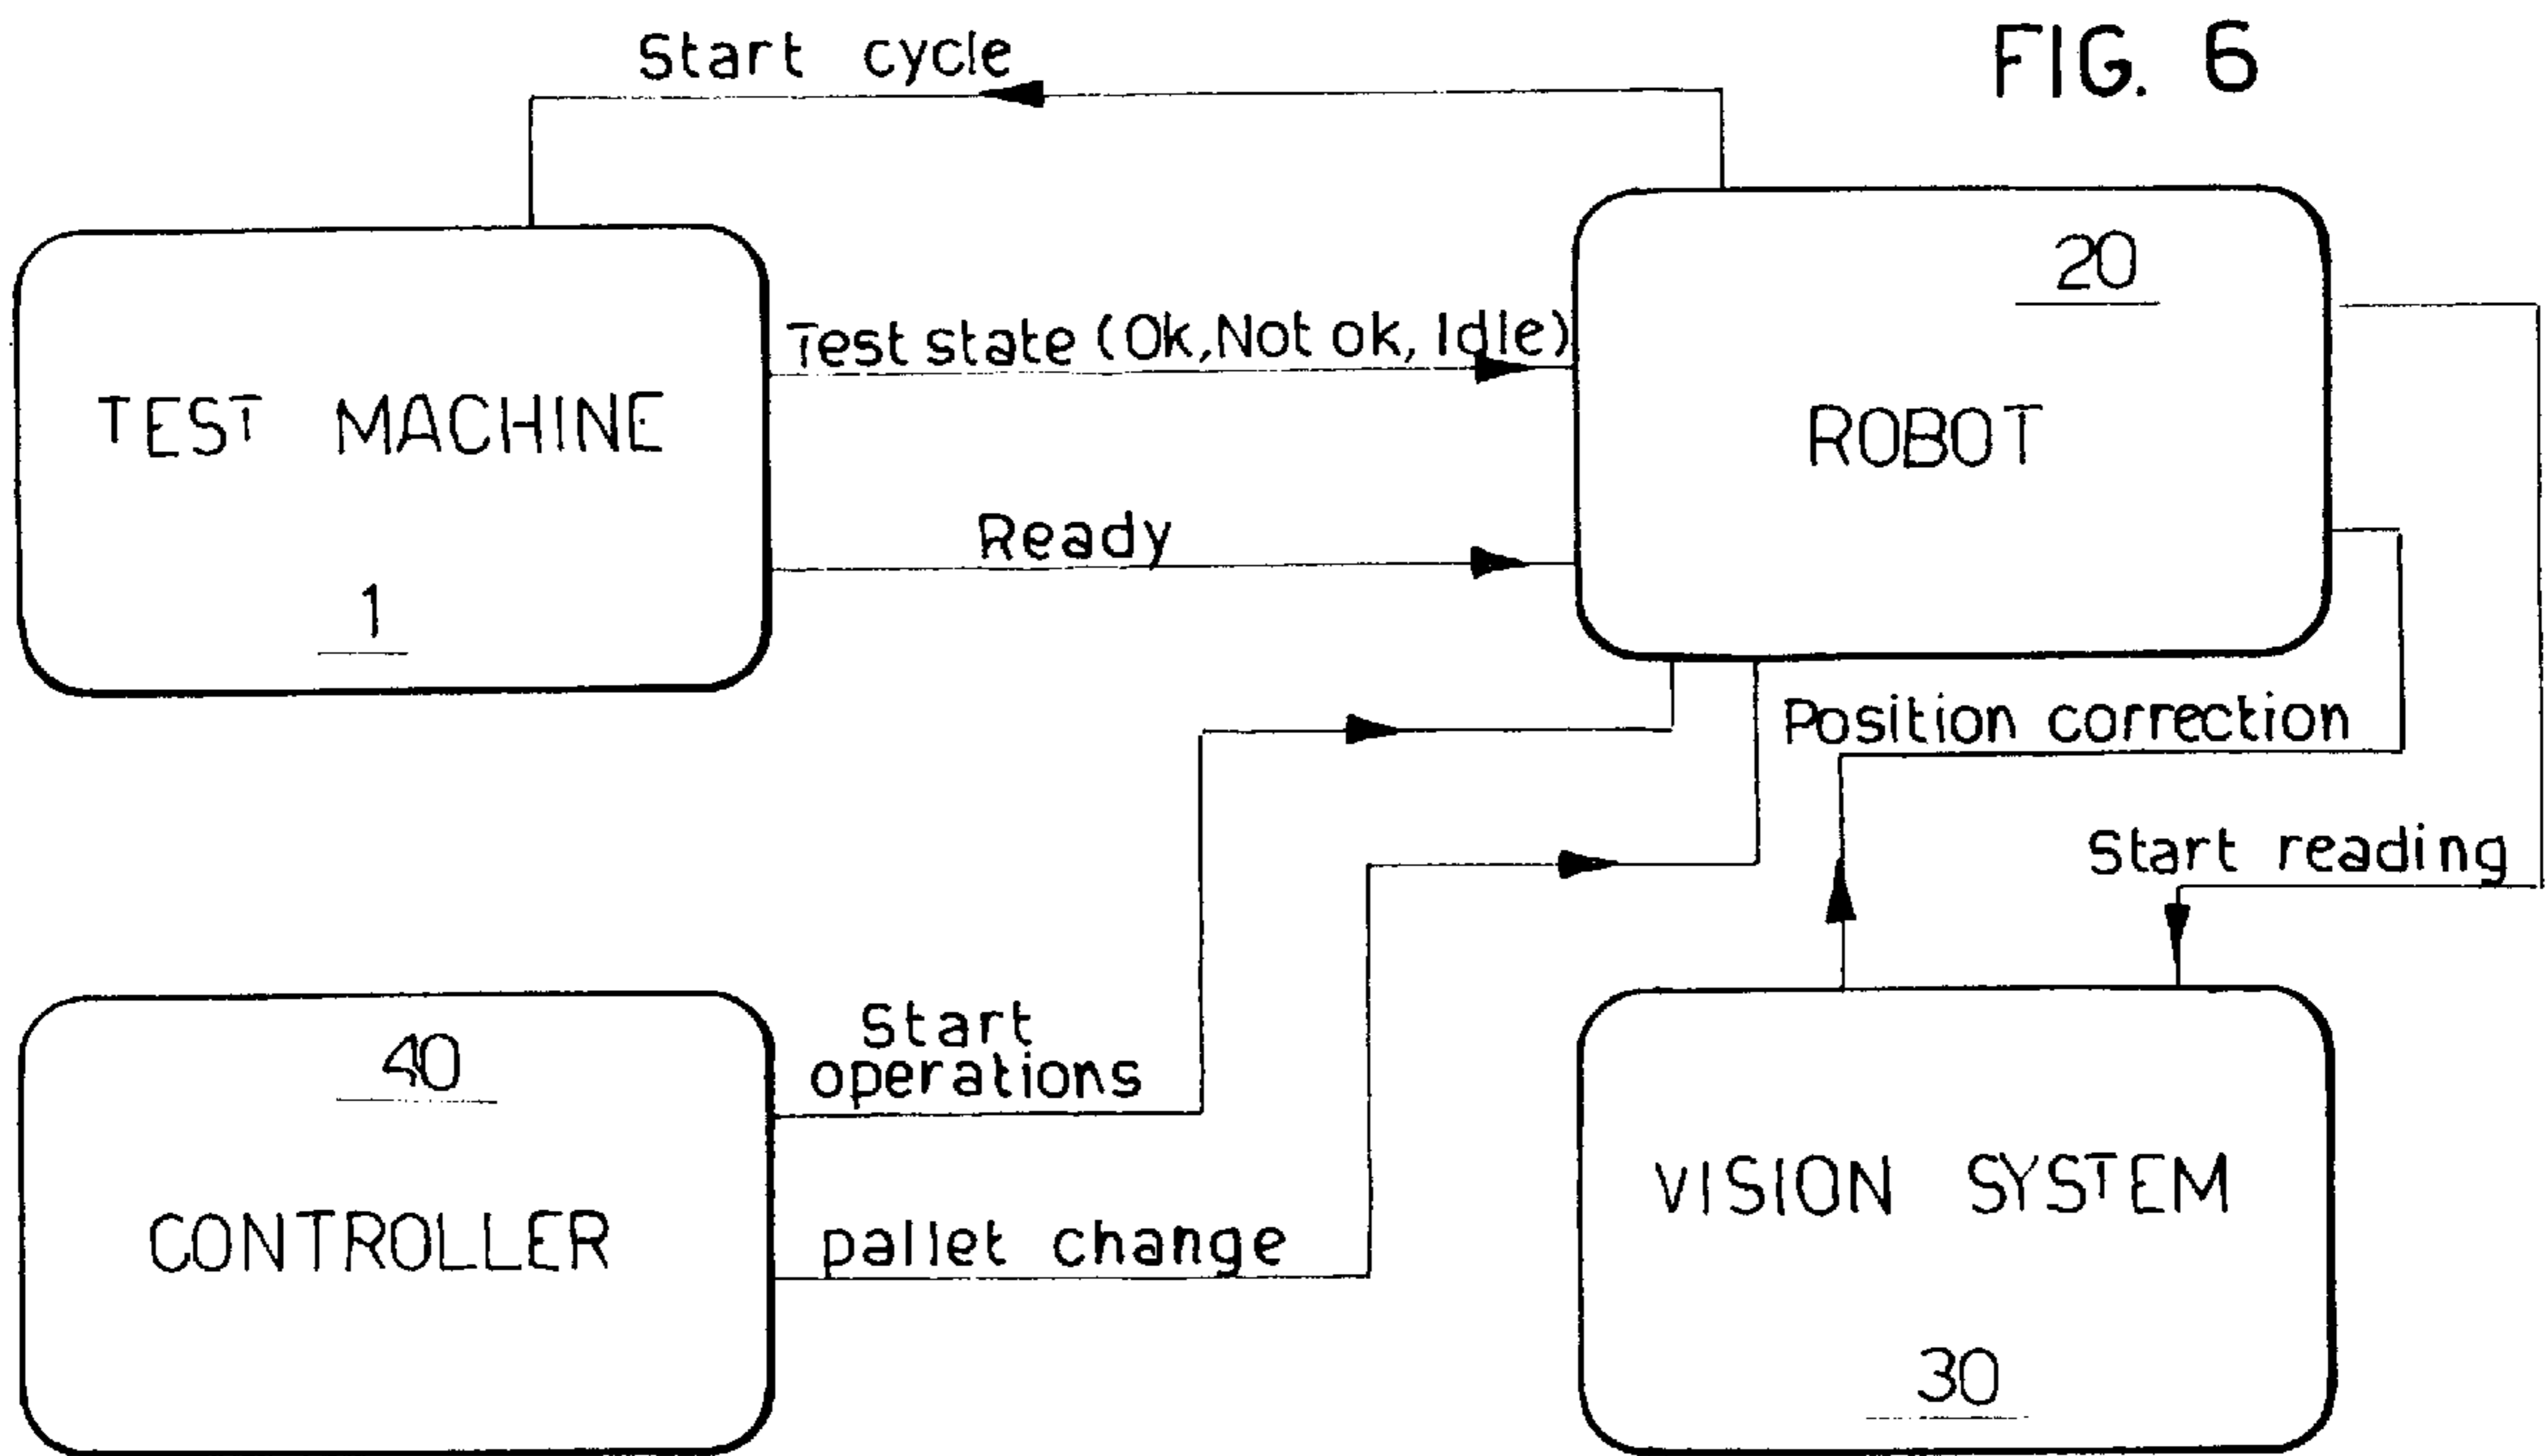 FIG. 6
Start cycle
20
Test state (Ok, Not ok, Idle)
TEST MACHINE
ROBOT
Ready
1
Position correction
Start reading
Start
operations
40
pallet change
CONTROLLER
VISION SYSTEM
30